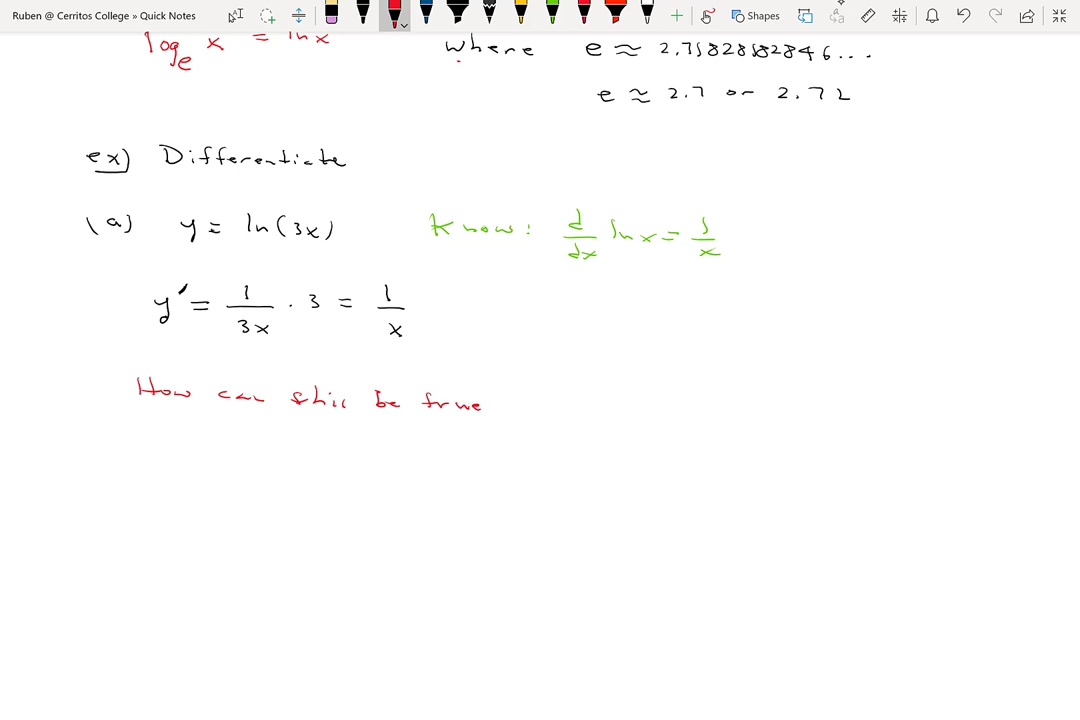 Ruben @ Cerritos College » Quick Notes
Shapes
log_e x = ln x where e ≈ 2.71828182846...
e ≈ 2.7 or 2.72
ex) Differentiate
(a) y = ln(3x) Know: d/dx ln x = 1/x
y' = 1/3x · 3 = 1/x
How can this be true